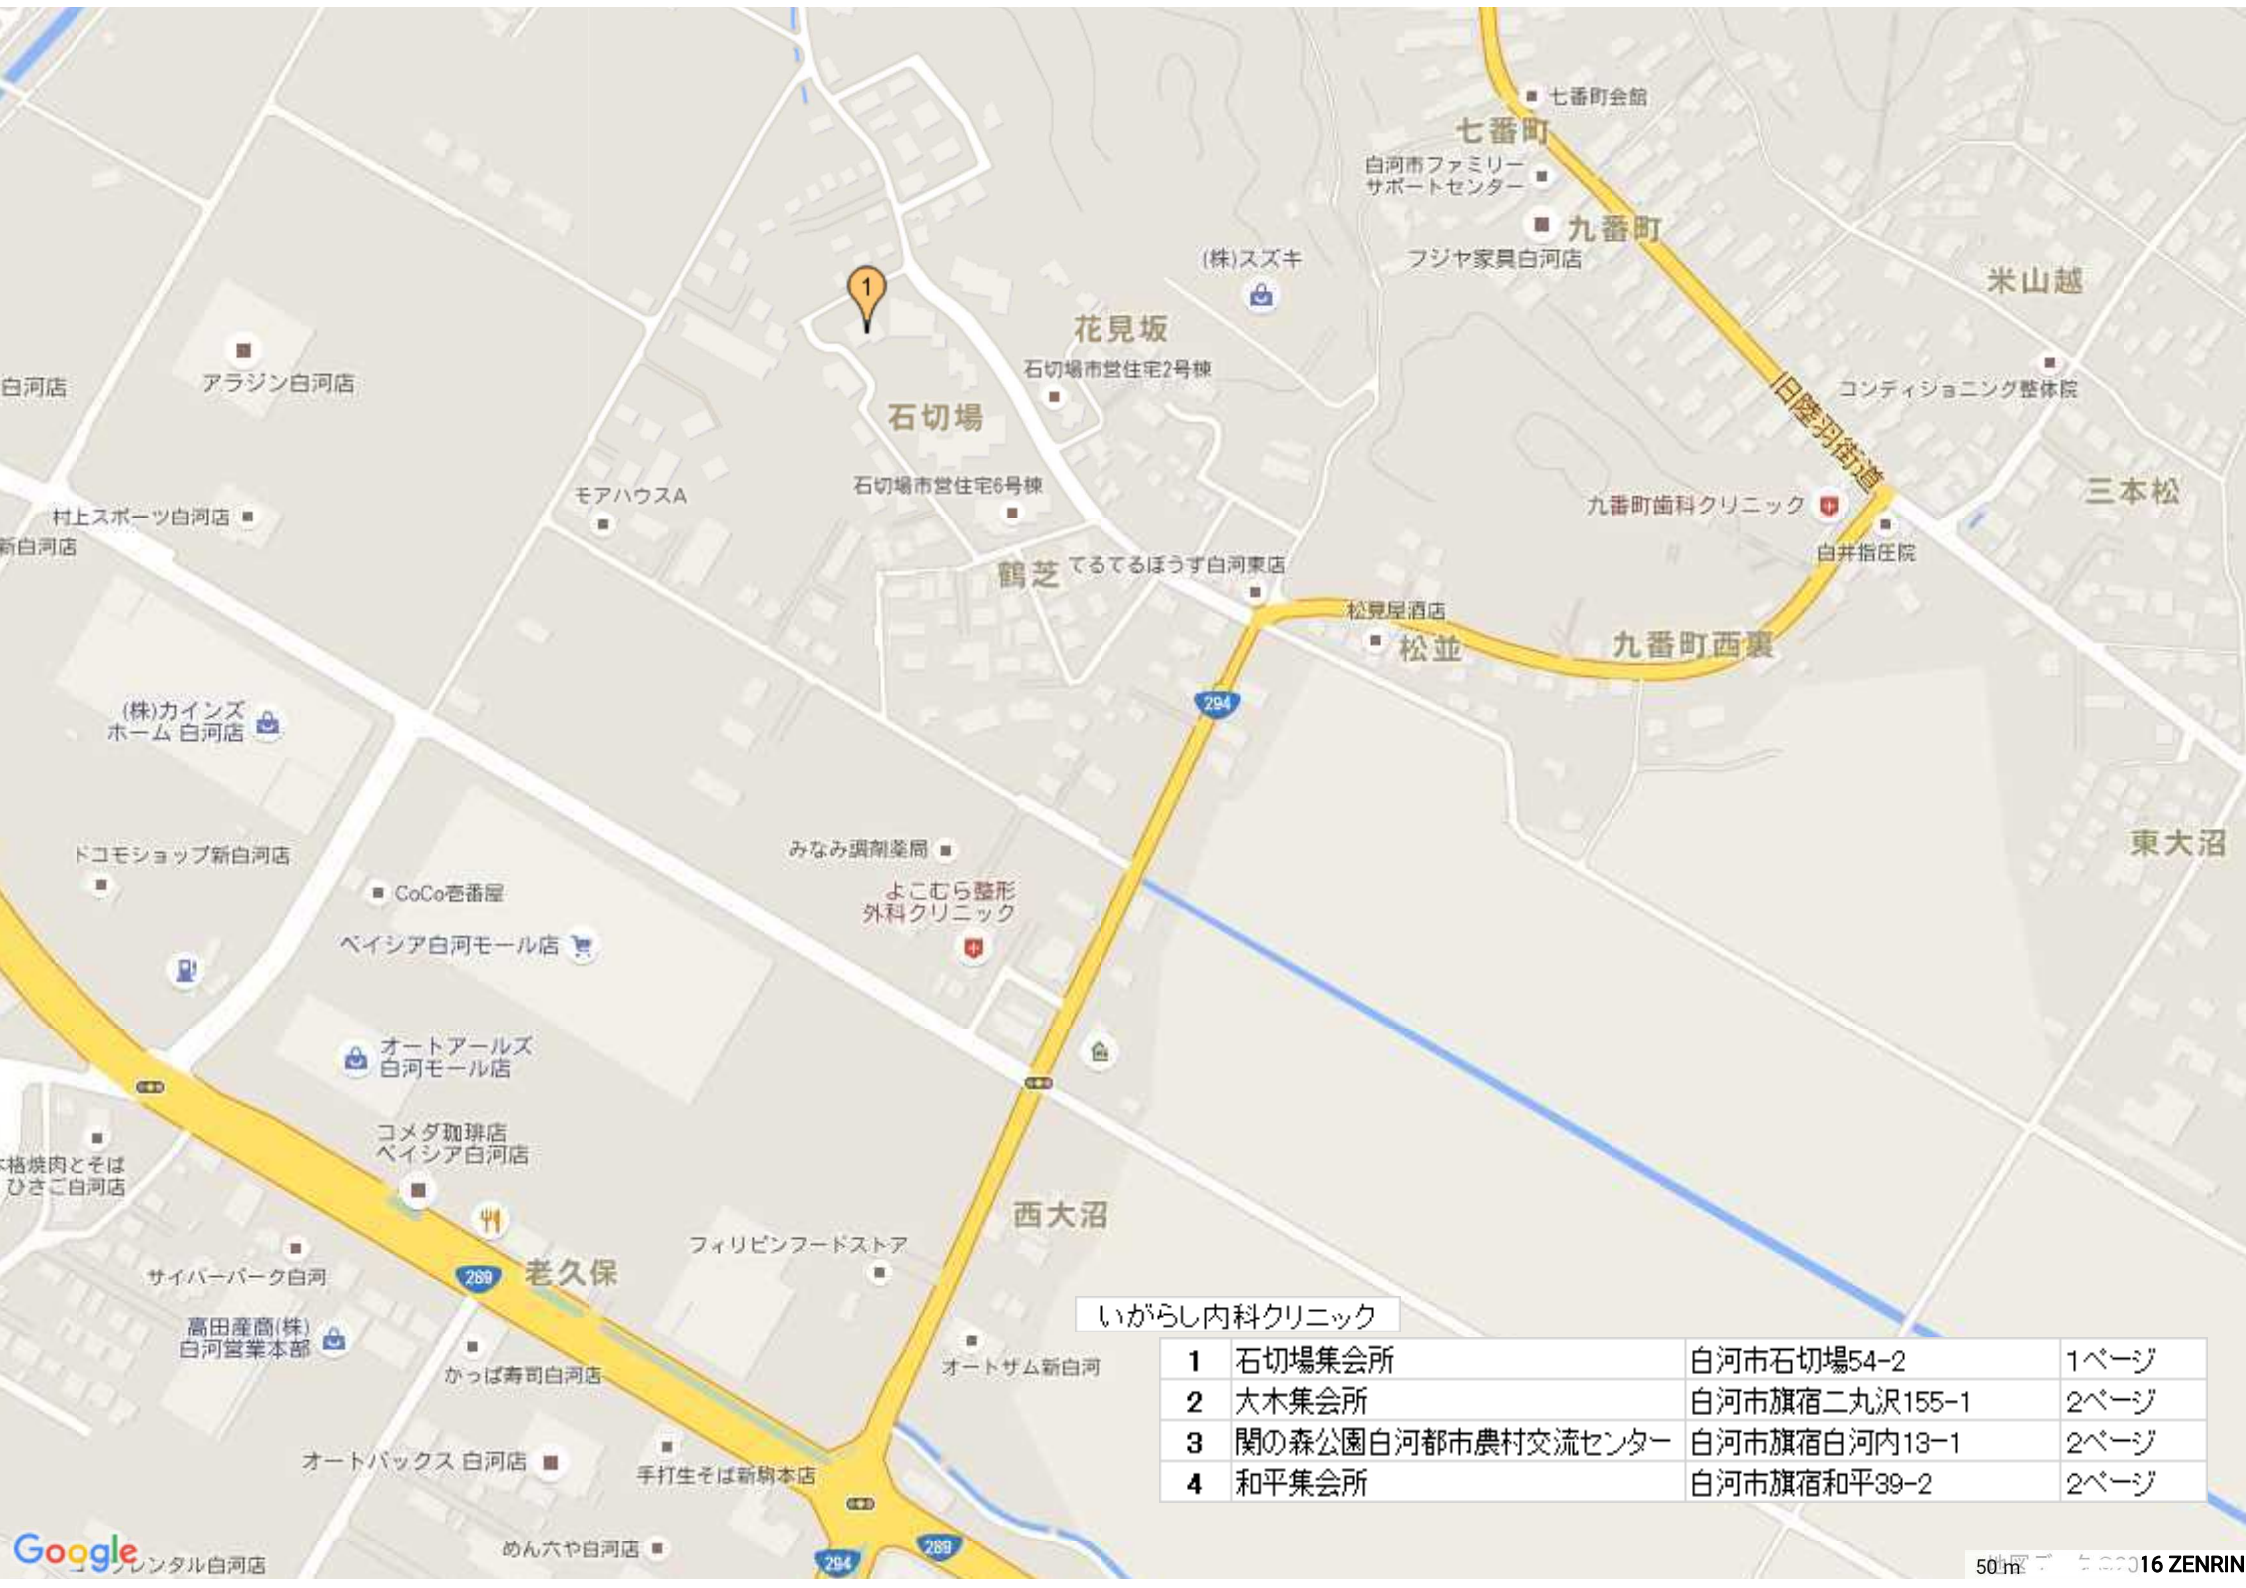 七番町会館
七番町
白河市ファミリー
サポートセンター
九番町
フジヤ家具白河店
(株)スズキ
米山越
1
花見坂
石切場市営住宅2号棟
アラジン白河店
白河店
コンディショニング整体院
旧陸羽街道
石切場
三本松
石切場市営住宅6号棟
モアハウスA
九番町歯科クリニック
村上スポーツ白河店
新白河店
白井指圧院
てるてるぼうず白河東店
鶴芝
松見屋酒店
松並
九番町西裏
294
(株)カインズ
ホーム 白河店
東大沼
みなみ調剤薬局
ドコモショップ新白河店
CoCo壱番屋
よこむら整形
外科クリニック
ベイシア白河モール店
オートアールズ
白河モール店
コメダ珈琲店
ベイシア白河店
格焼肉とそば
ひさご白河店
西大沼
フィリピンフードストア
サイバーパーク白河
289
老久保
高田産商(株)
白河営業本部
かっぱ寿司白河店
オートザム新白河
オートバックス 白河店
手打生そば新駒本店
めん六や白河店
294
289
いがらし内科クリニック
1 石切場集会所 白河市石切場54-2 1ページ
2 大木集会所 白河市旗宿二丸沢155-1 2ページ
3 関の森公園白河都市農村交流センター 白河市旗宿白河内13-1 2ページ
4 和平集会所 白河市旗宿和平39-2 2ページ
Google
レンタル白河店
50 m
16 ZENRIN